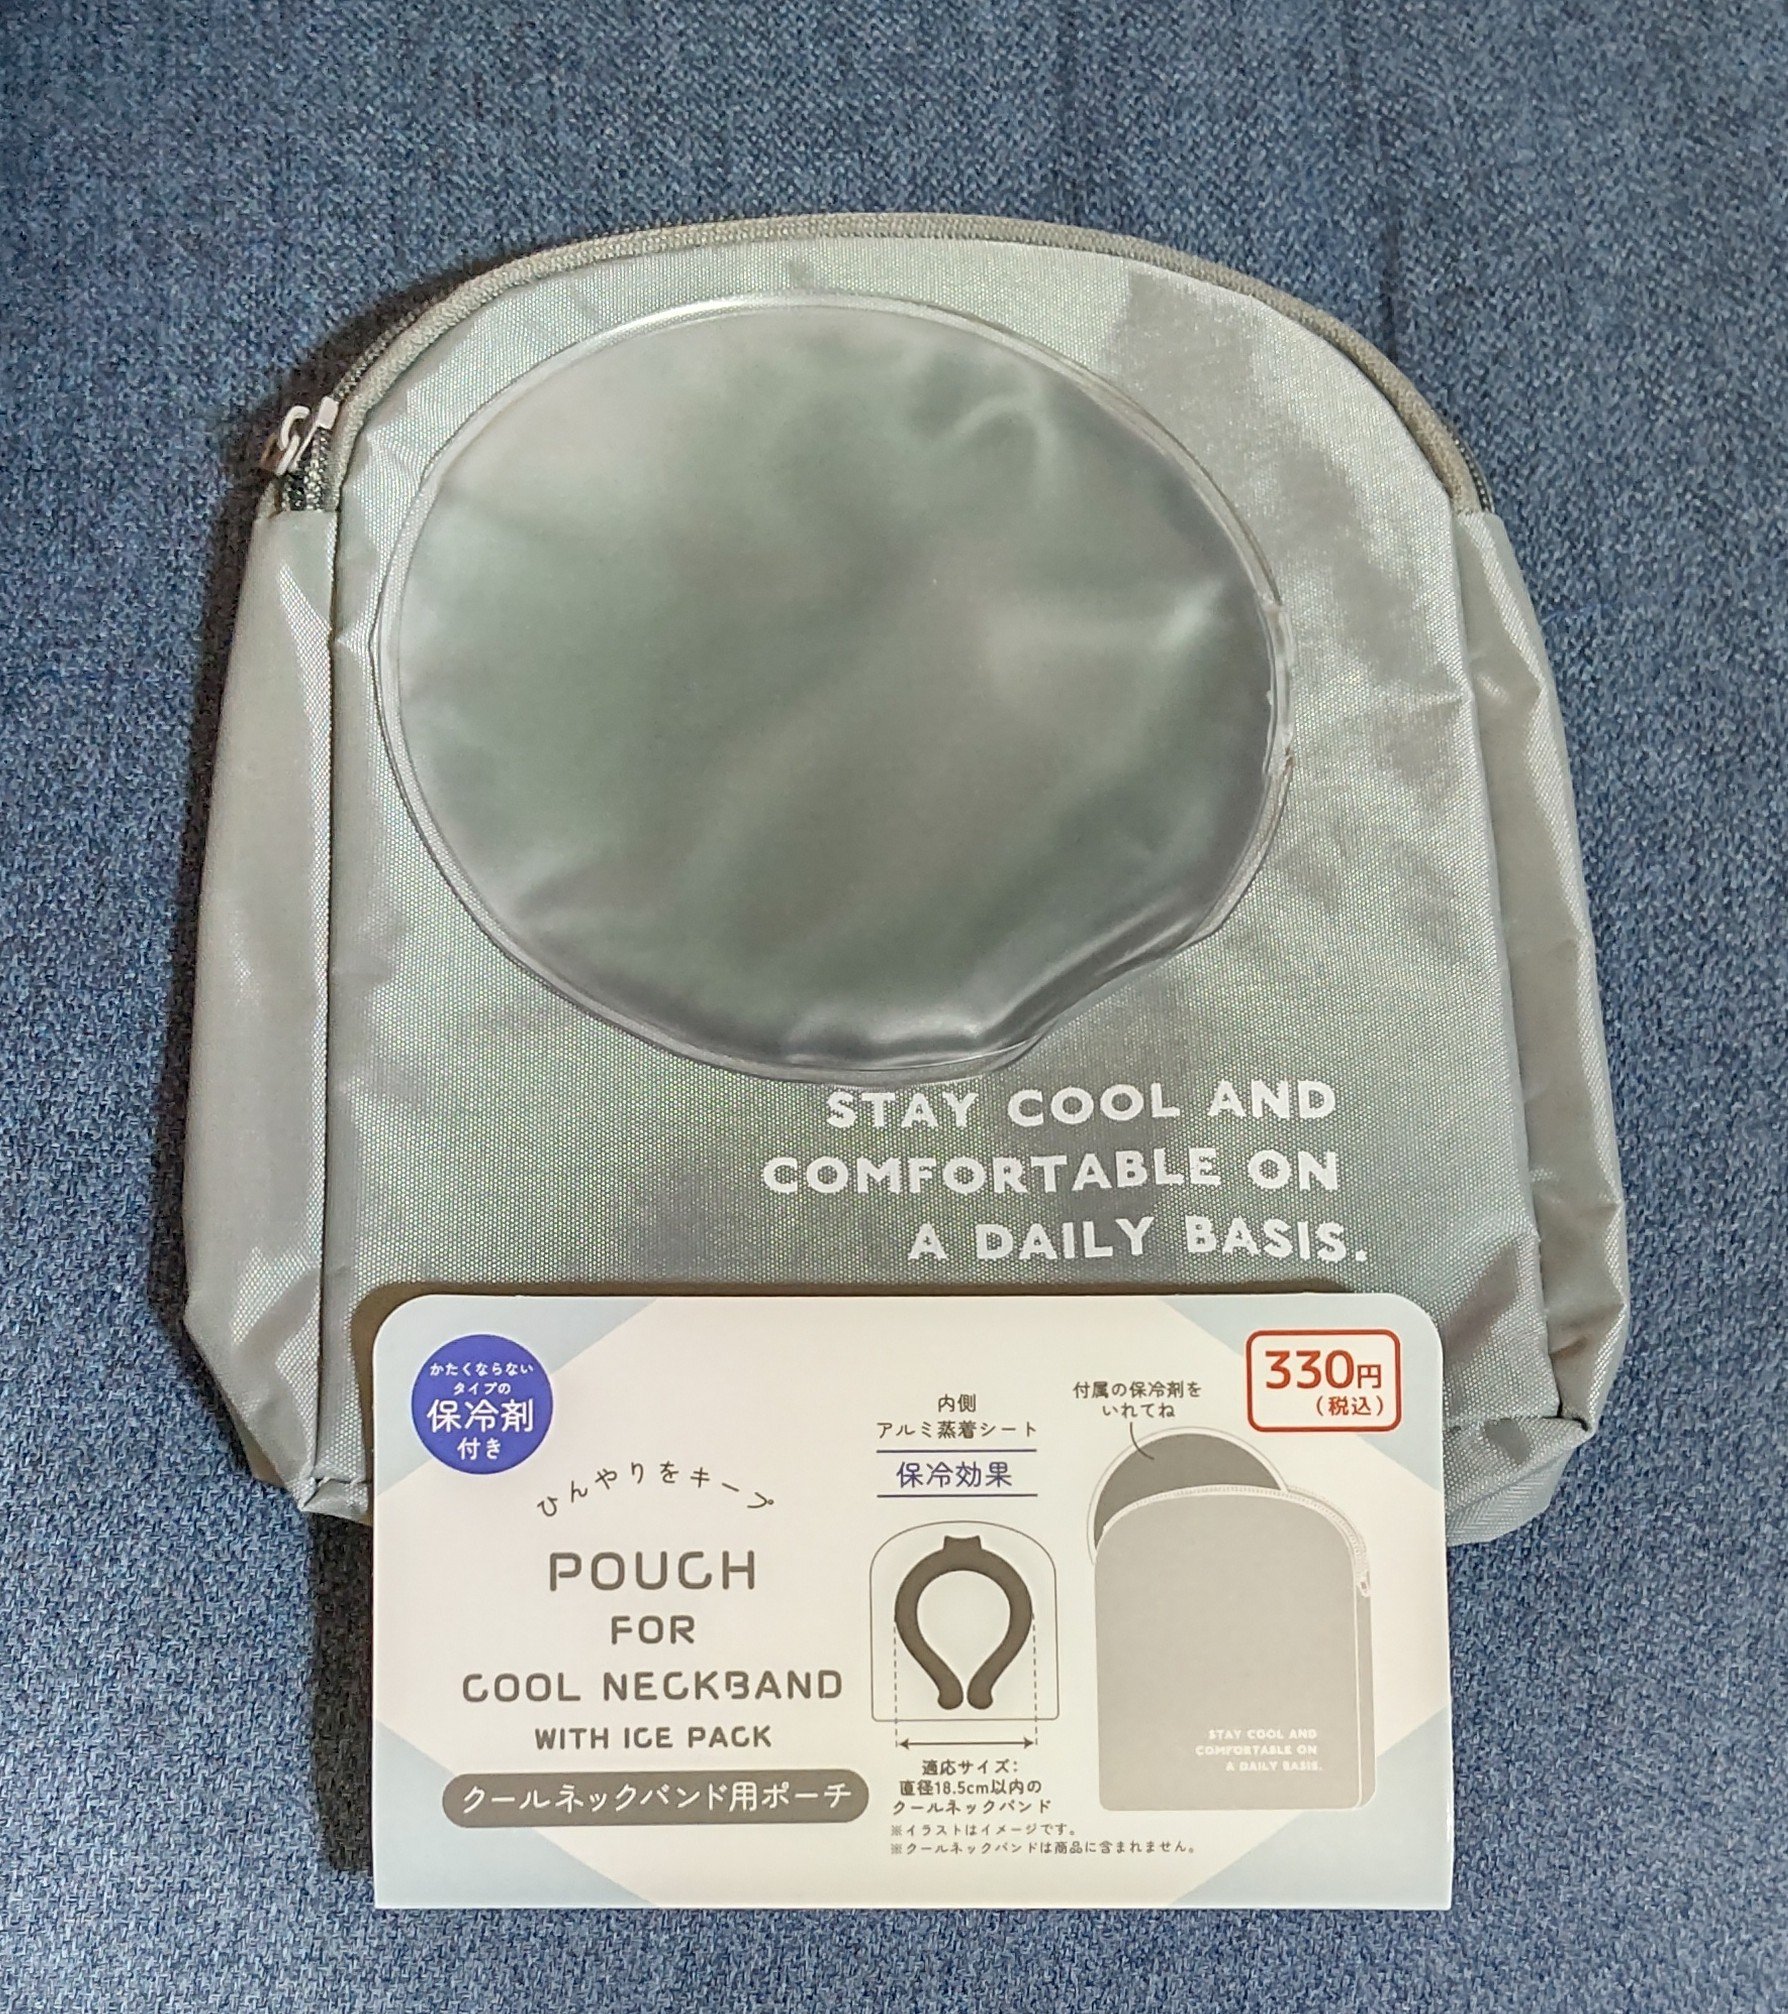 STAY COOL AND
COMFORTABLE ON
A DAILY BASIS.
かたくならない
タイプの
保冷剤
付き
ひんやりをキープ
POUCH
FOR
COOL NECKBAND
WITH ICE PACK
クールネックバンド用ポーチ
内側
アルミ蒸着シート
保冷効果
適応サイズ:
直径18.5cm以内の
クールネックバンド
※イラストはイメージです。
※クールネックバンドは商品に含まれません。
付属の保冷剤を
いれてね
330円
(税込)
STAY COOL AND
COMFORTABLE ON
A DAILY BASIS.